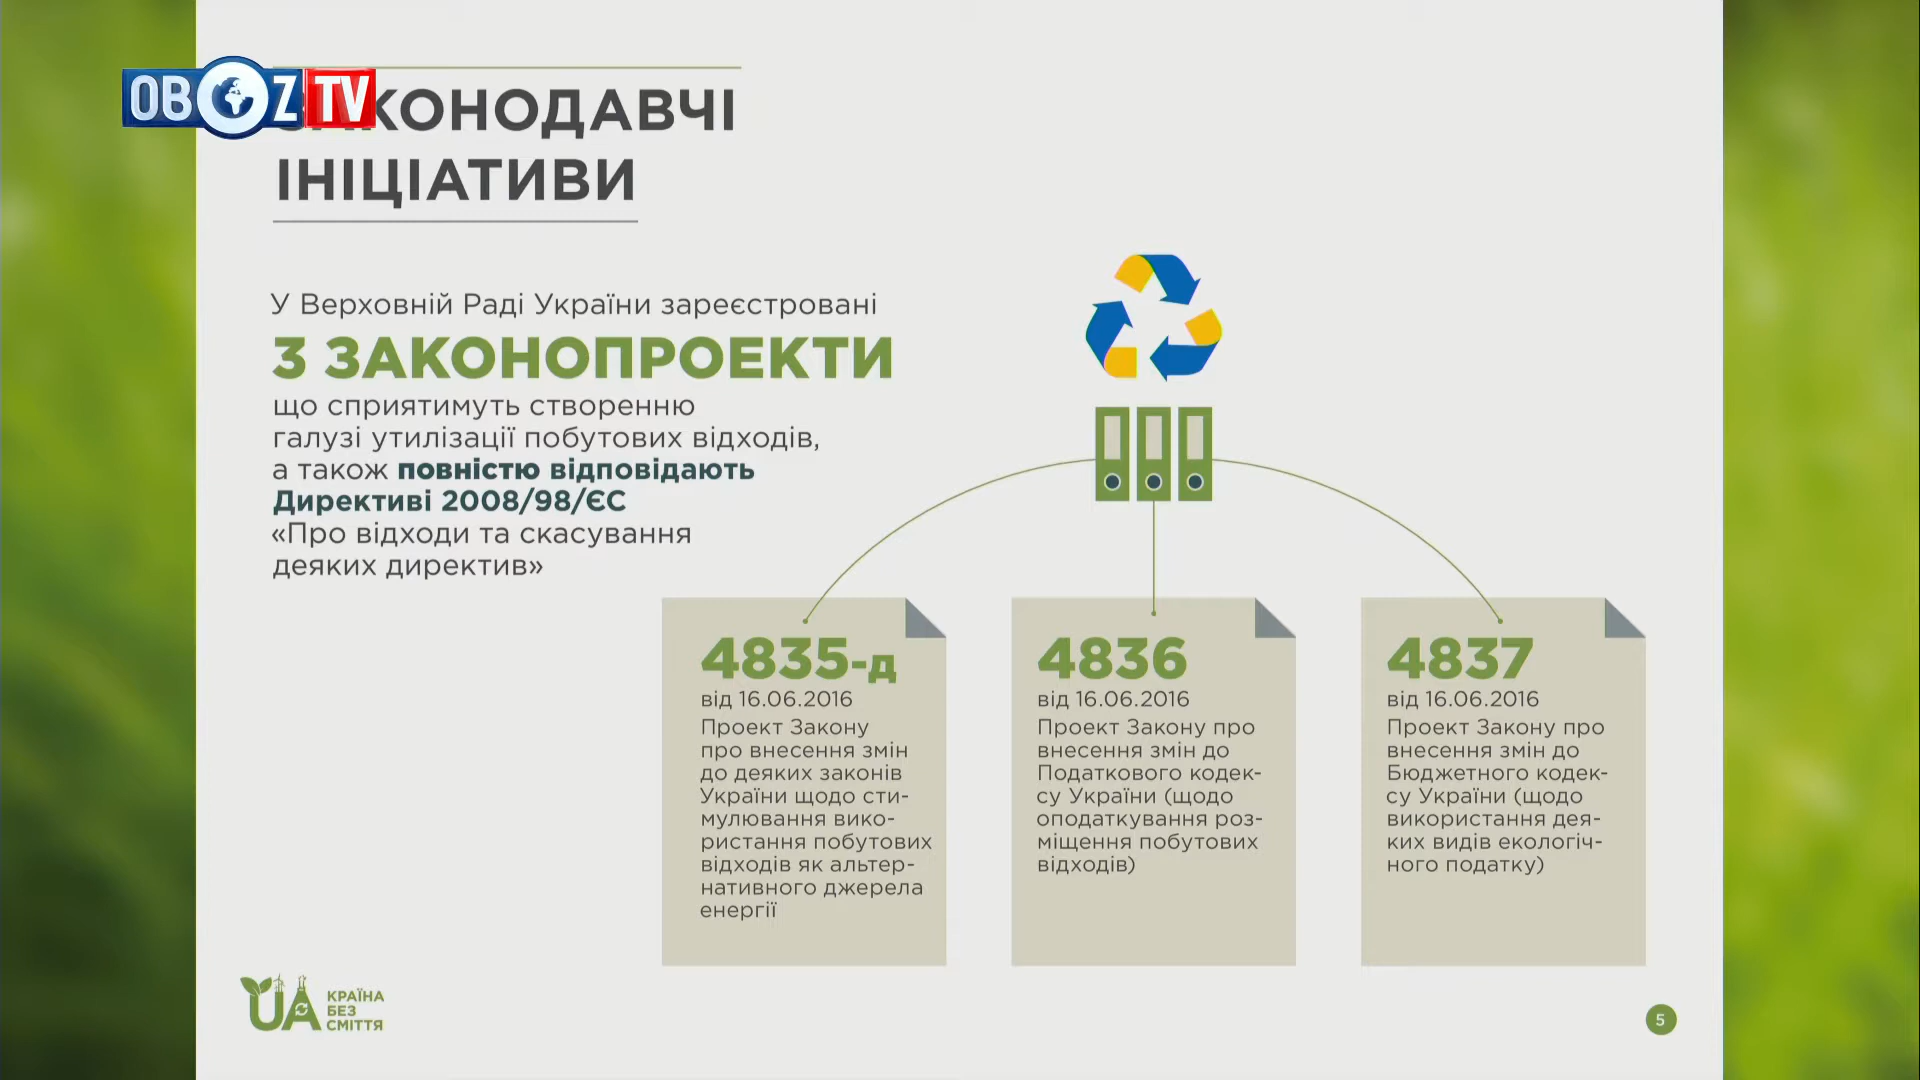 OBOZ TV
ЗАКОНОДАВЧІ
ІНІЦІАТИВИ
У Верховній Раді України зареєстровані
3 ЗАКОНОПРОЕКТИ
що сприятимуть створенню
галузі утилізації побутових відходів,
а також повністю відповідають
Директиві 2008/98/ЄС
«Про відходи та скасування
деяких директив»
4835-д
від 16.06.2016
Проект Закону
про внесення змін
до деяких законів
України щодо сти-
мулювання вико-
ристання побутових
відходів як альтер-
нативного джерела
енергії
4836
від 16.06.2016
Проект Закону про
внесення змін до
Податкового кодек-
су України (щодо
оподаткування роз-
міщення побутових
відходів)
4837
від 16.06.2016
Проект Закону про
внесення змін до
Бюджетного кодек-
су України (щодо
використання дея-
ких видів екологіч-
ного податку)
UA
КРАЇНА
БЕЗ
СМІТТЯ
5